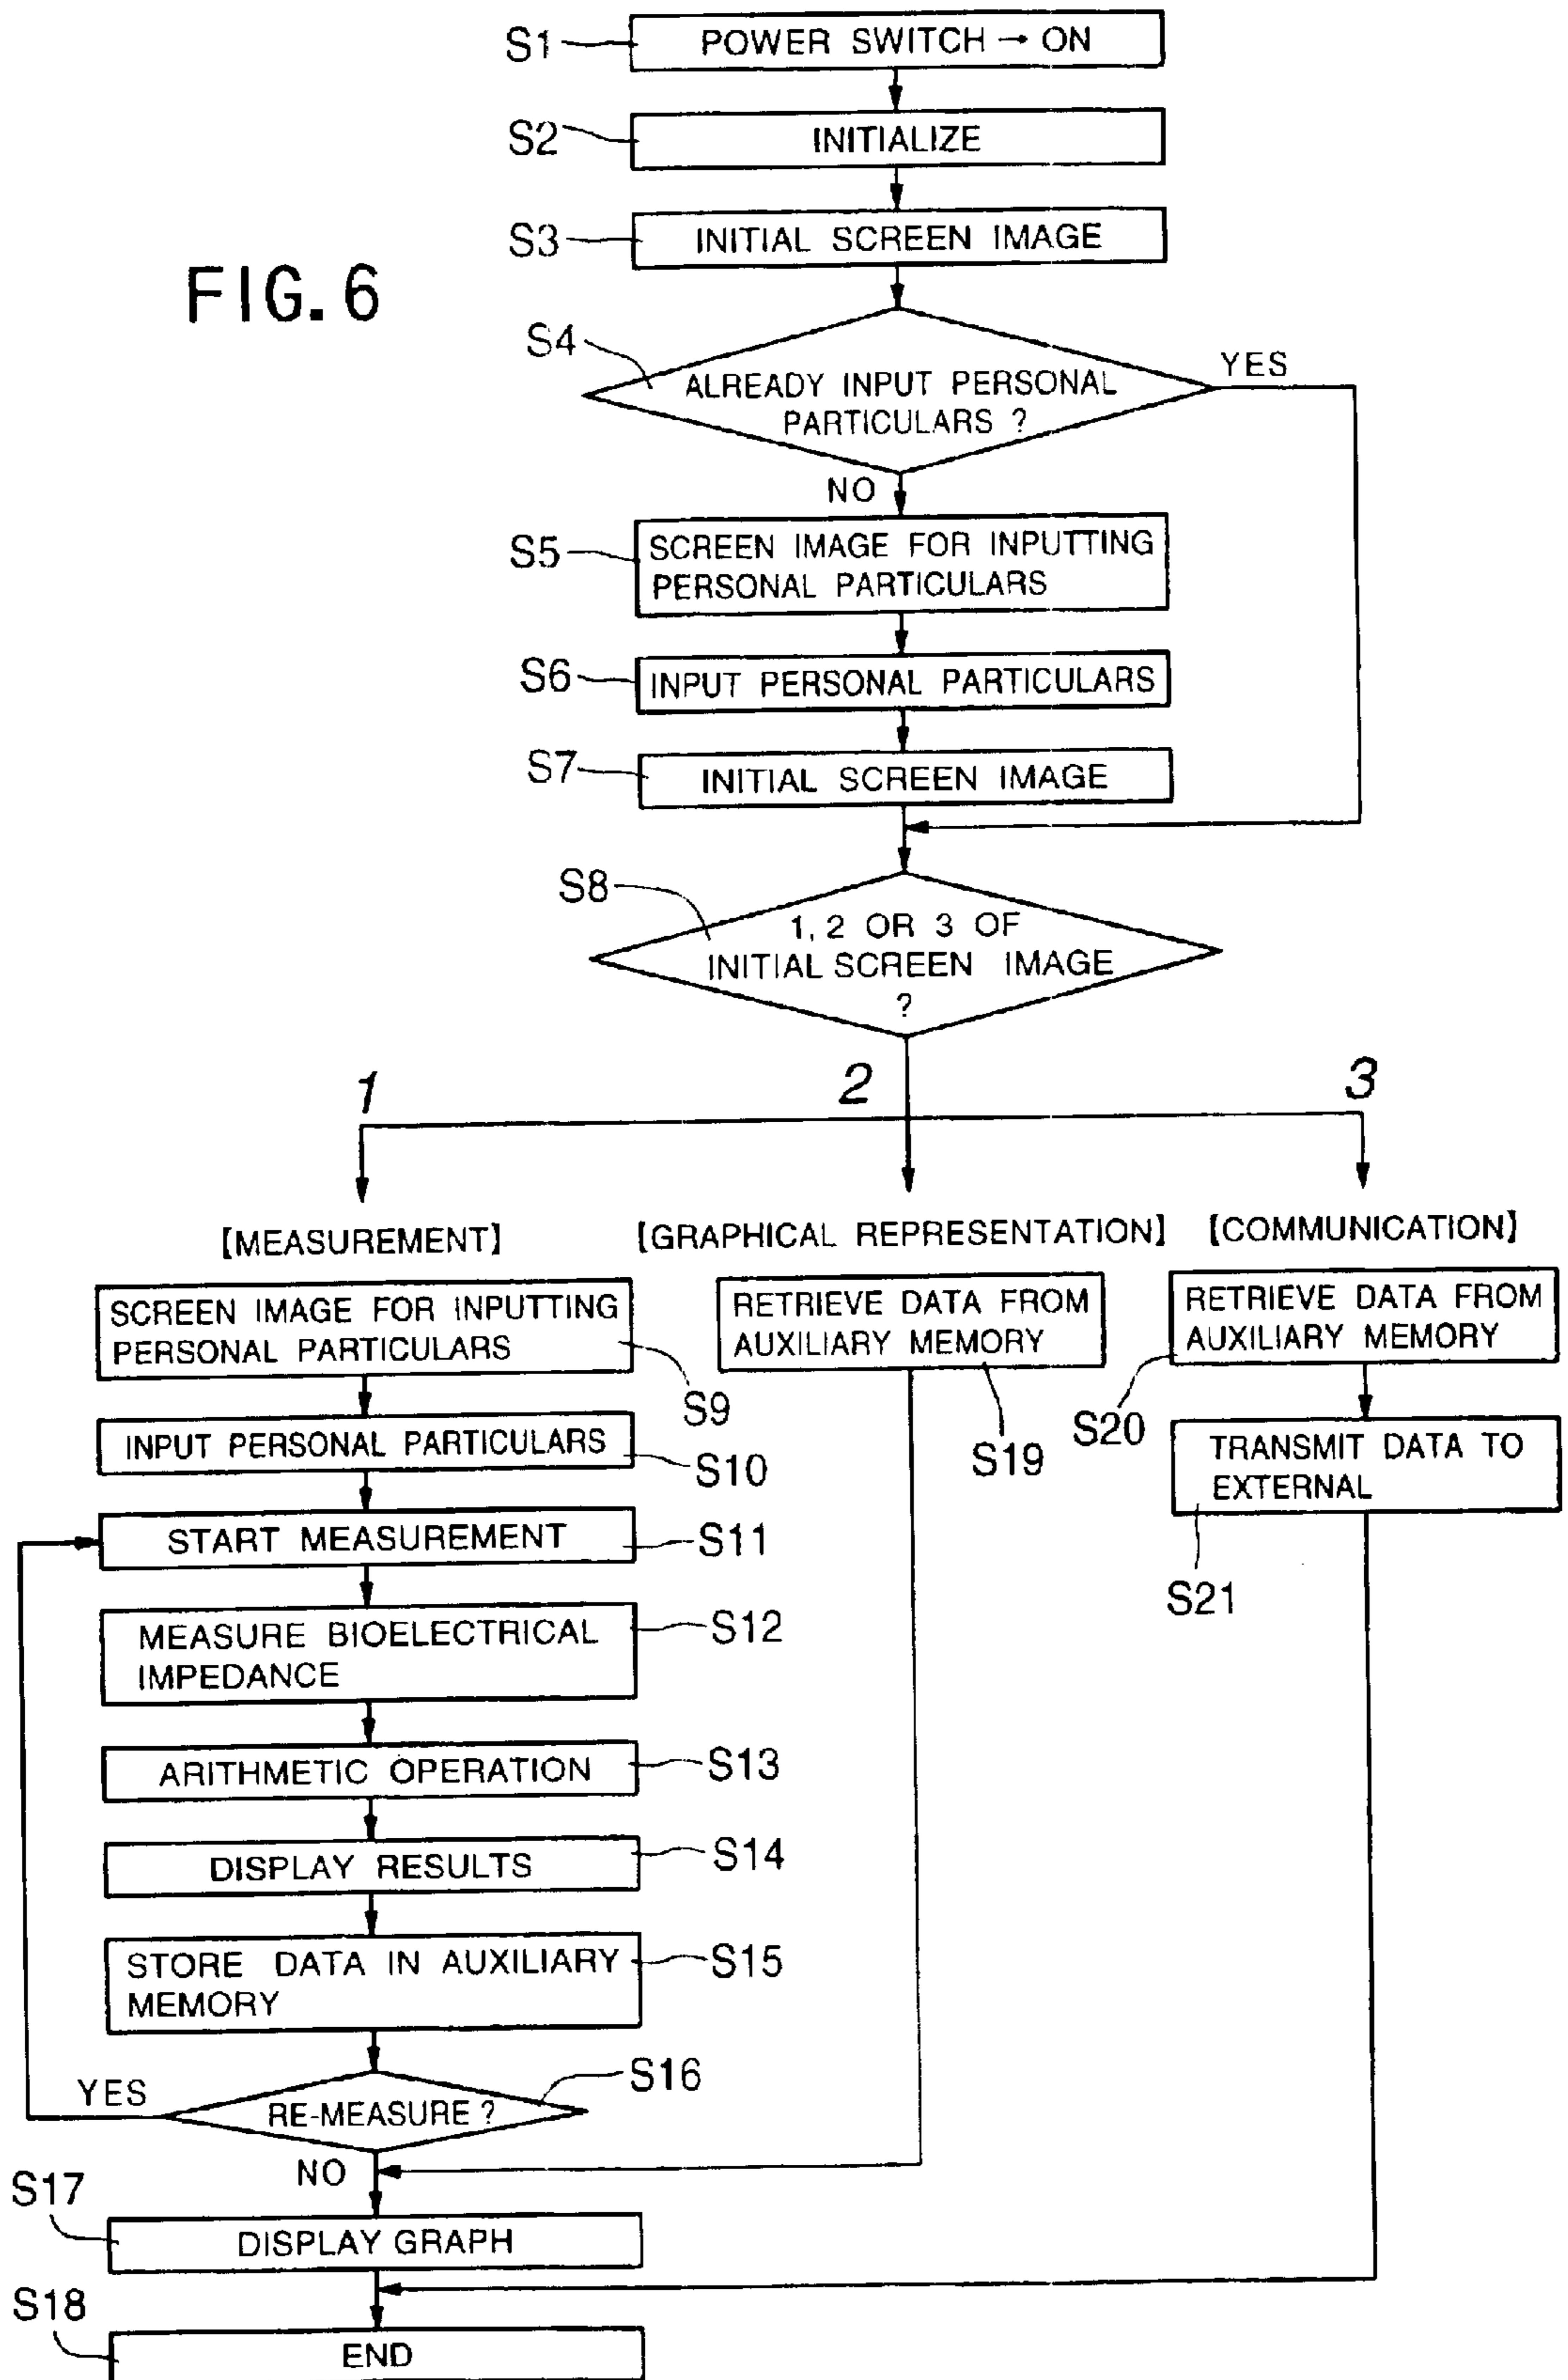 FIG. 6
S1
POWER SWITCH → ON
S2
INITIALIZE
S3
INITIAL SCREEN IMAGE
S4
ALREADY INPUT PERSONAL
PARTICULARS ?
YES
NO
S5
SCREEN IMAGE FOR INPUTTING
PERSONAL PARTICULARS
S6
INPUT PERSONAL PARTICULARS
S7
INITIAL SCREEN IMAGE
S8
1, 2 OR 3 OF
INITIAL SCREEN IMAGE
?
1
2
3
【MEASUREMENT】
SCREEN IMAGE FOR INPUTTING
PERSONAL PARTICULARS
S9
INPUT PERSONAL PARTICULARS
S10
START MEASUREMENT
S11
MEASURE BIOELECTRICAL
IMPEDANCE
S12
ARITHMETIC OPERATION
S13
DISPLAY RESULTS
S14
STORE DATA IN AUXILIARY
MEMORY
S15
RE-MEASURE ?
S16
YES
NO
S17
DISPLAY GRAPH
S18
END
【GRAPHICAL REPRESENTATION】
RETRIEVE DATA FROM
AUXILIARY MEMORY
S19
【COMMUNICATION】
RETRIEVE DATA FROM
AUXILIARY MEMORY
S20
TRANSMIT DATA TO
EXTERNAL
S21